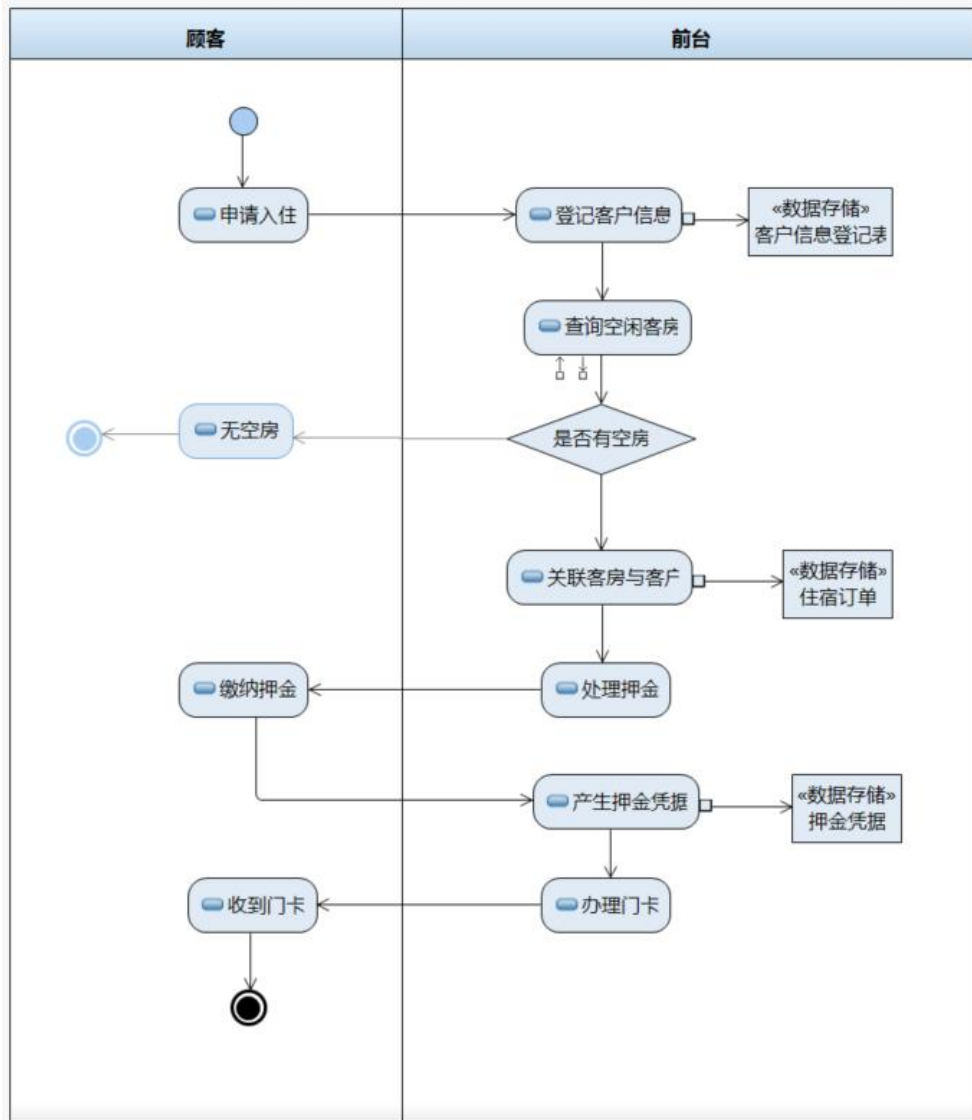 顾客
前台
申请入住
登记客户信息
«数据存储»
客户信息登记表
查询空闲客房
无空房
是否有空房
关联客房与客户
«数据存储»
住宿订单
缴纳押金
处理押金
产生押金凭据
«数据存储»
押金凭据
收到门卡
办理门卡